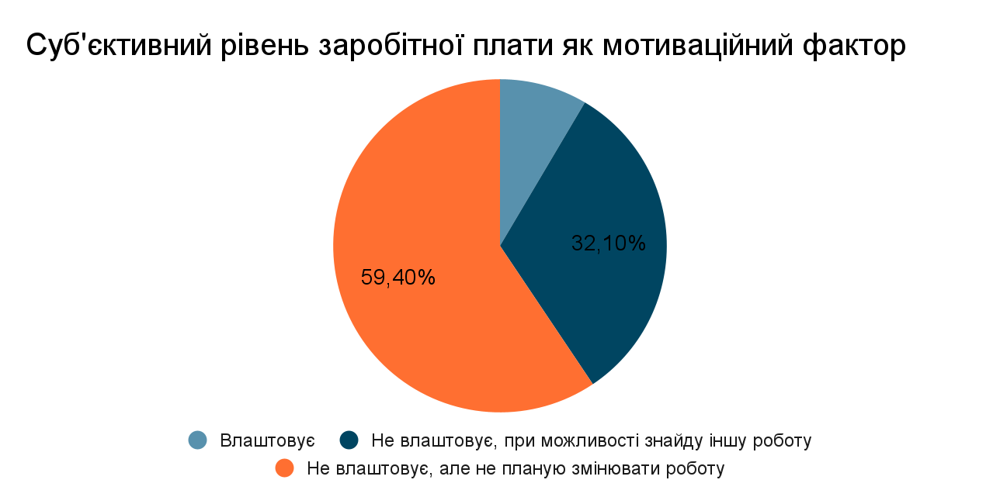 Суб'єктивний рівень заробітної плати як мотиваційний фактор
32,10%
59,40%
Влаштовує
Не влаштовує, при можливості знайду іншу роботу
Не влаштовує, але не планую змінювати роботу